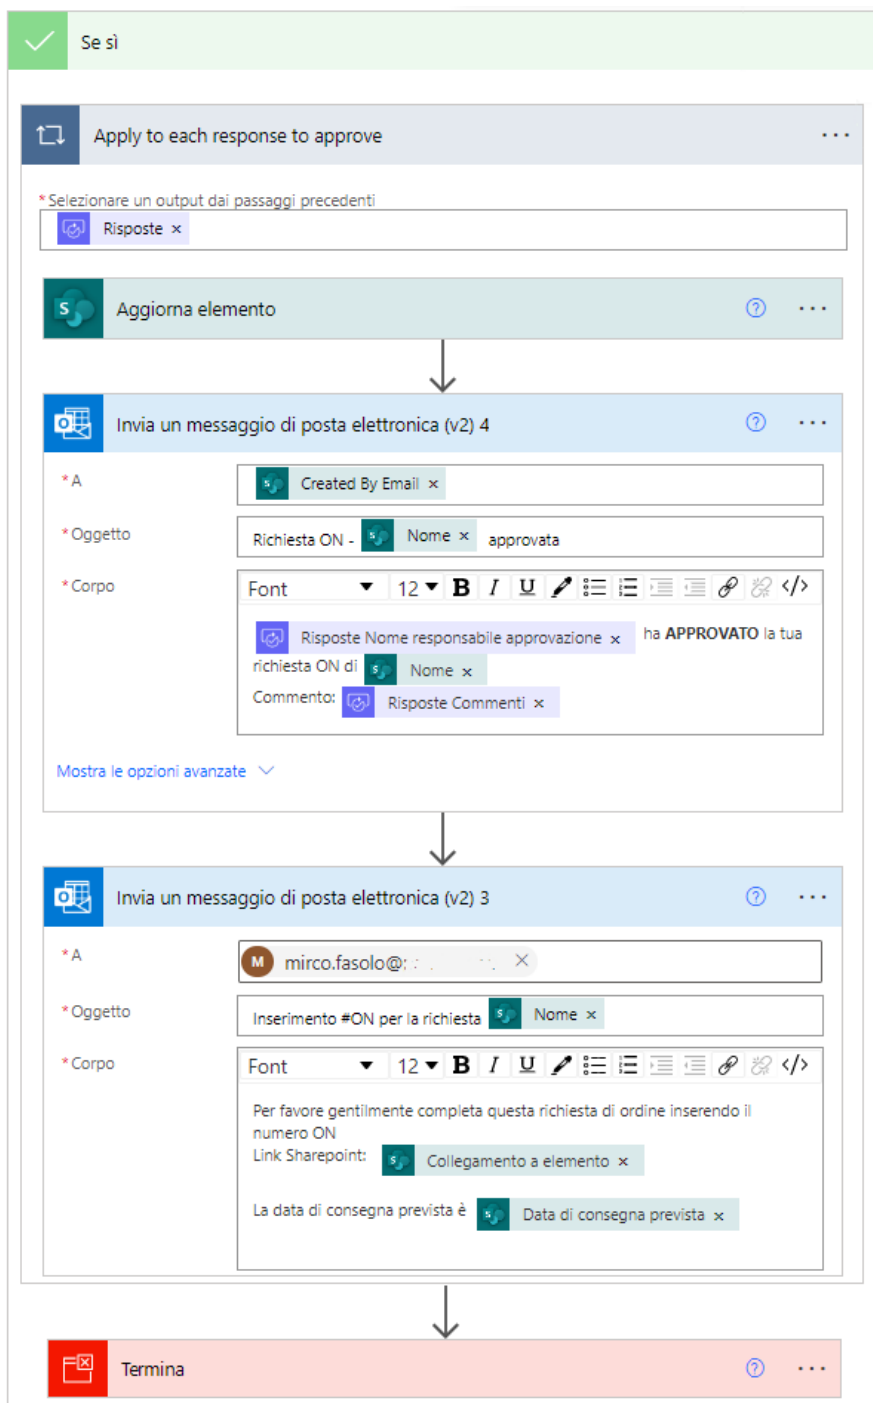 Se sì
Apply to each response to approve
* Selezionare un output dai passaggi precedenti
Risposte ×
Aggiorna elemento
Invia un messaggio di posta elettronica (v2) 4
* A
Created By Email ×
* Oggetto
Richiesta ON - Nome × approvata
* Corpo
Font 12 B I U </>
Risposte Nome responsabile approvazione × ha APPROVATO la tua
richiesta ON di Nome ×
Commento: Risposte Commenti ×
Mostra le opzioni avanzate
Invia un messaggio di posta elettronica (v2) 3
* A
M mirco.fasolo@ ×
* Oggetto
Inserimento #ON per la richiesta Nome ×
* Corpo
Font 12 B I U </>
Per favore gentilmente completa questa richiesta di ordine inserendo il
numero ON
Link Sharepoint: Collegamento a elemento ×
La data di consegna prevista è Data di consegna prevista ×
Termina